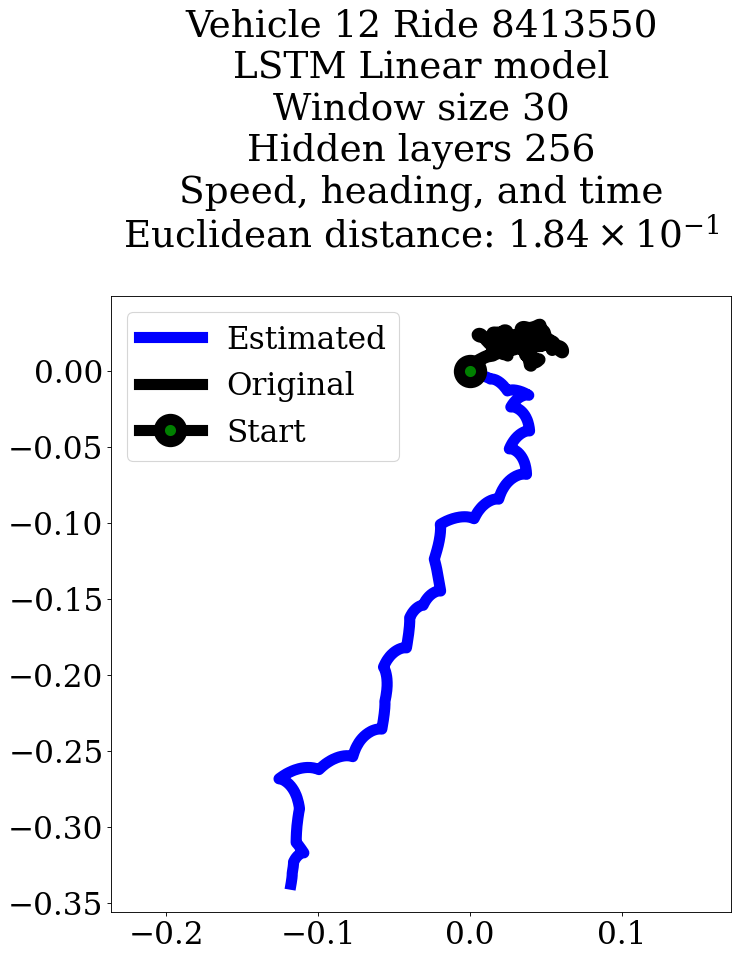 Vehicle 12 Ride 8413550
LSTM Linear model
Window size 30
Hidden layers 256
Speed, heading, and time
Euclidean distance: 1.84 × 10⁻¹
Estimated
Original
Start
0.00
−0.05
−0.10
−0.15
−0.20
−0.25
−0.30
−0.35
−0.2
−0.1
0.0
0.1